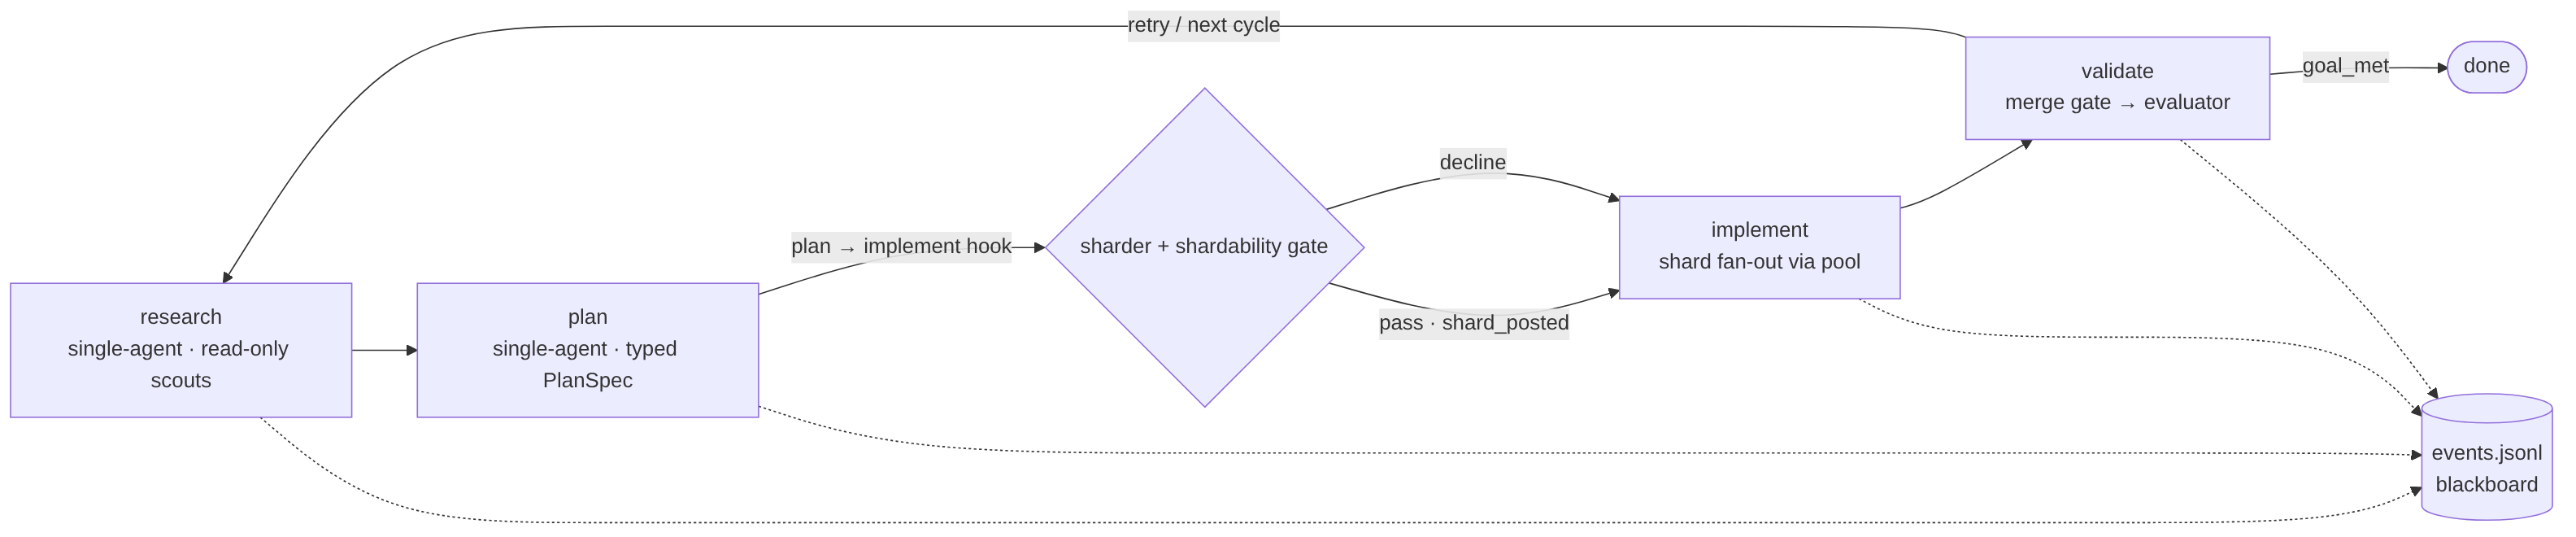 retry / next cycle
validate
merge gate → evaluator
goal_met
done
decline
plan → implement hook
sharder + shardability gate
implement
shard fan-out via pool
pass · shard_posted
research
single-agent · read-only
scouts
plan
single-agent · typed
PlanSpec
events.jsonl
blackboard